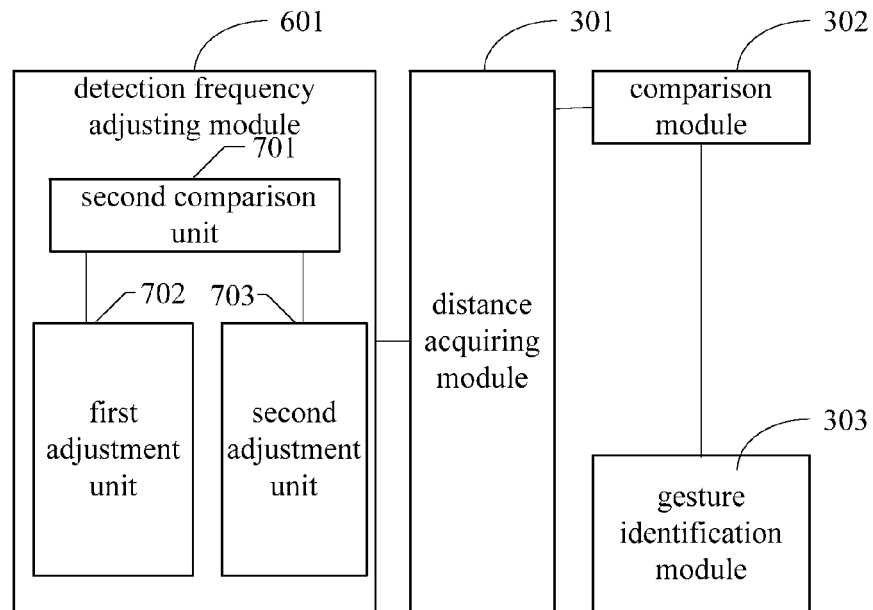 601
301
302
detection frequency
adjusting module
701
second comparison
unit
702
703
first
adjustment
unit
second
adjustment
unit
distance
acquiring
module
comparison
module
303
gesture
identification
module